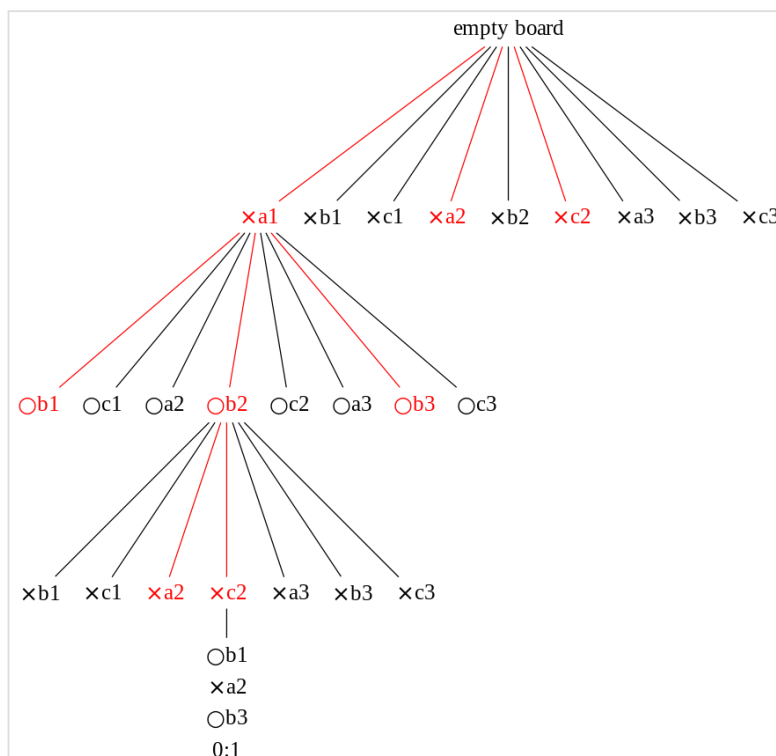 empty board
×a1 ×b1 ×c1 ×a2 ×b2 ×c2 ×a3 ×b3 ×c3
○b1 ○c1 ○a2 ○b2 ○c2 ○a3 ○b3 ○c3
×b1 ×c1 ×a2 ×c2 ×a3 ×b3 ×c3
○b1
×a2
○b3
0:1